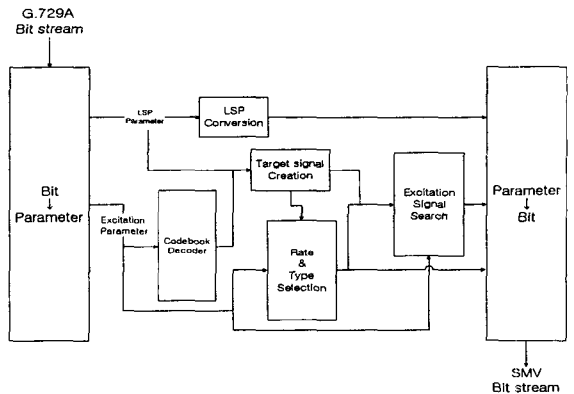 G.729A
Bit stream
LSP
Parameter
LSP
Conversion
Target signal
Creation
Bit
↓
Parameter
Excitation
Parameter
Codebook
Decoder
Rate
&
Type
Selection
Excitation
Signal
Search
Parameter
↓
Bit
SMV
Bit stream